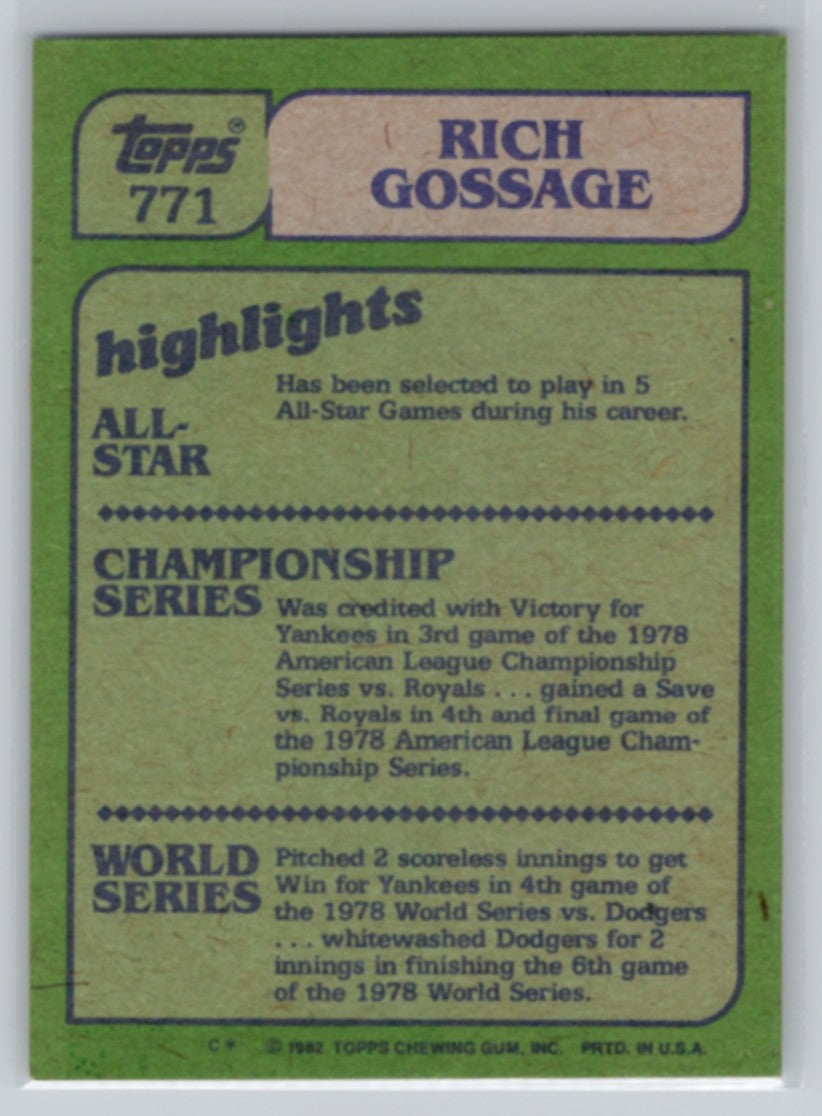 topps
771
RICH
GOSSAGE
highlights
ALL-
STAR
Has been selected to play in 5
All-Star Games during his career.
CHAMPIONSHIP
SERIES
Was credited with Victory for
Yankees in 3rd game of the 1978
American League Championship
Series vs. Royals . . . gained a Save
vs. Royals in 4th and final game of
the 1978 American League Cham-
pionship Series.
WORLD
SERIES
Pitched 2 scoreless innings to get
Win for Yankees in 4th game of
the 1978 World Series vs. Dodgers
. . . whitewashed Dodgers for 2
innings in finishing the 6th game
of the 1978 World Series.
C* © 1982 TOPPS CHEWING GUM, INC. PRTD. IN U.S.A.